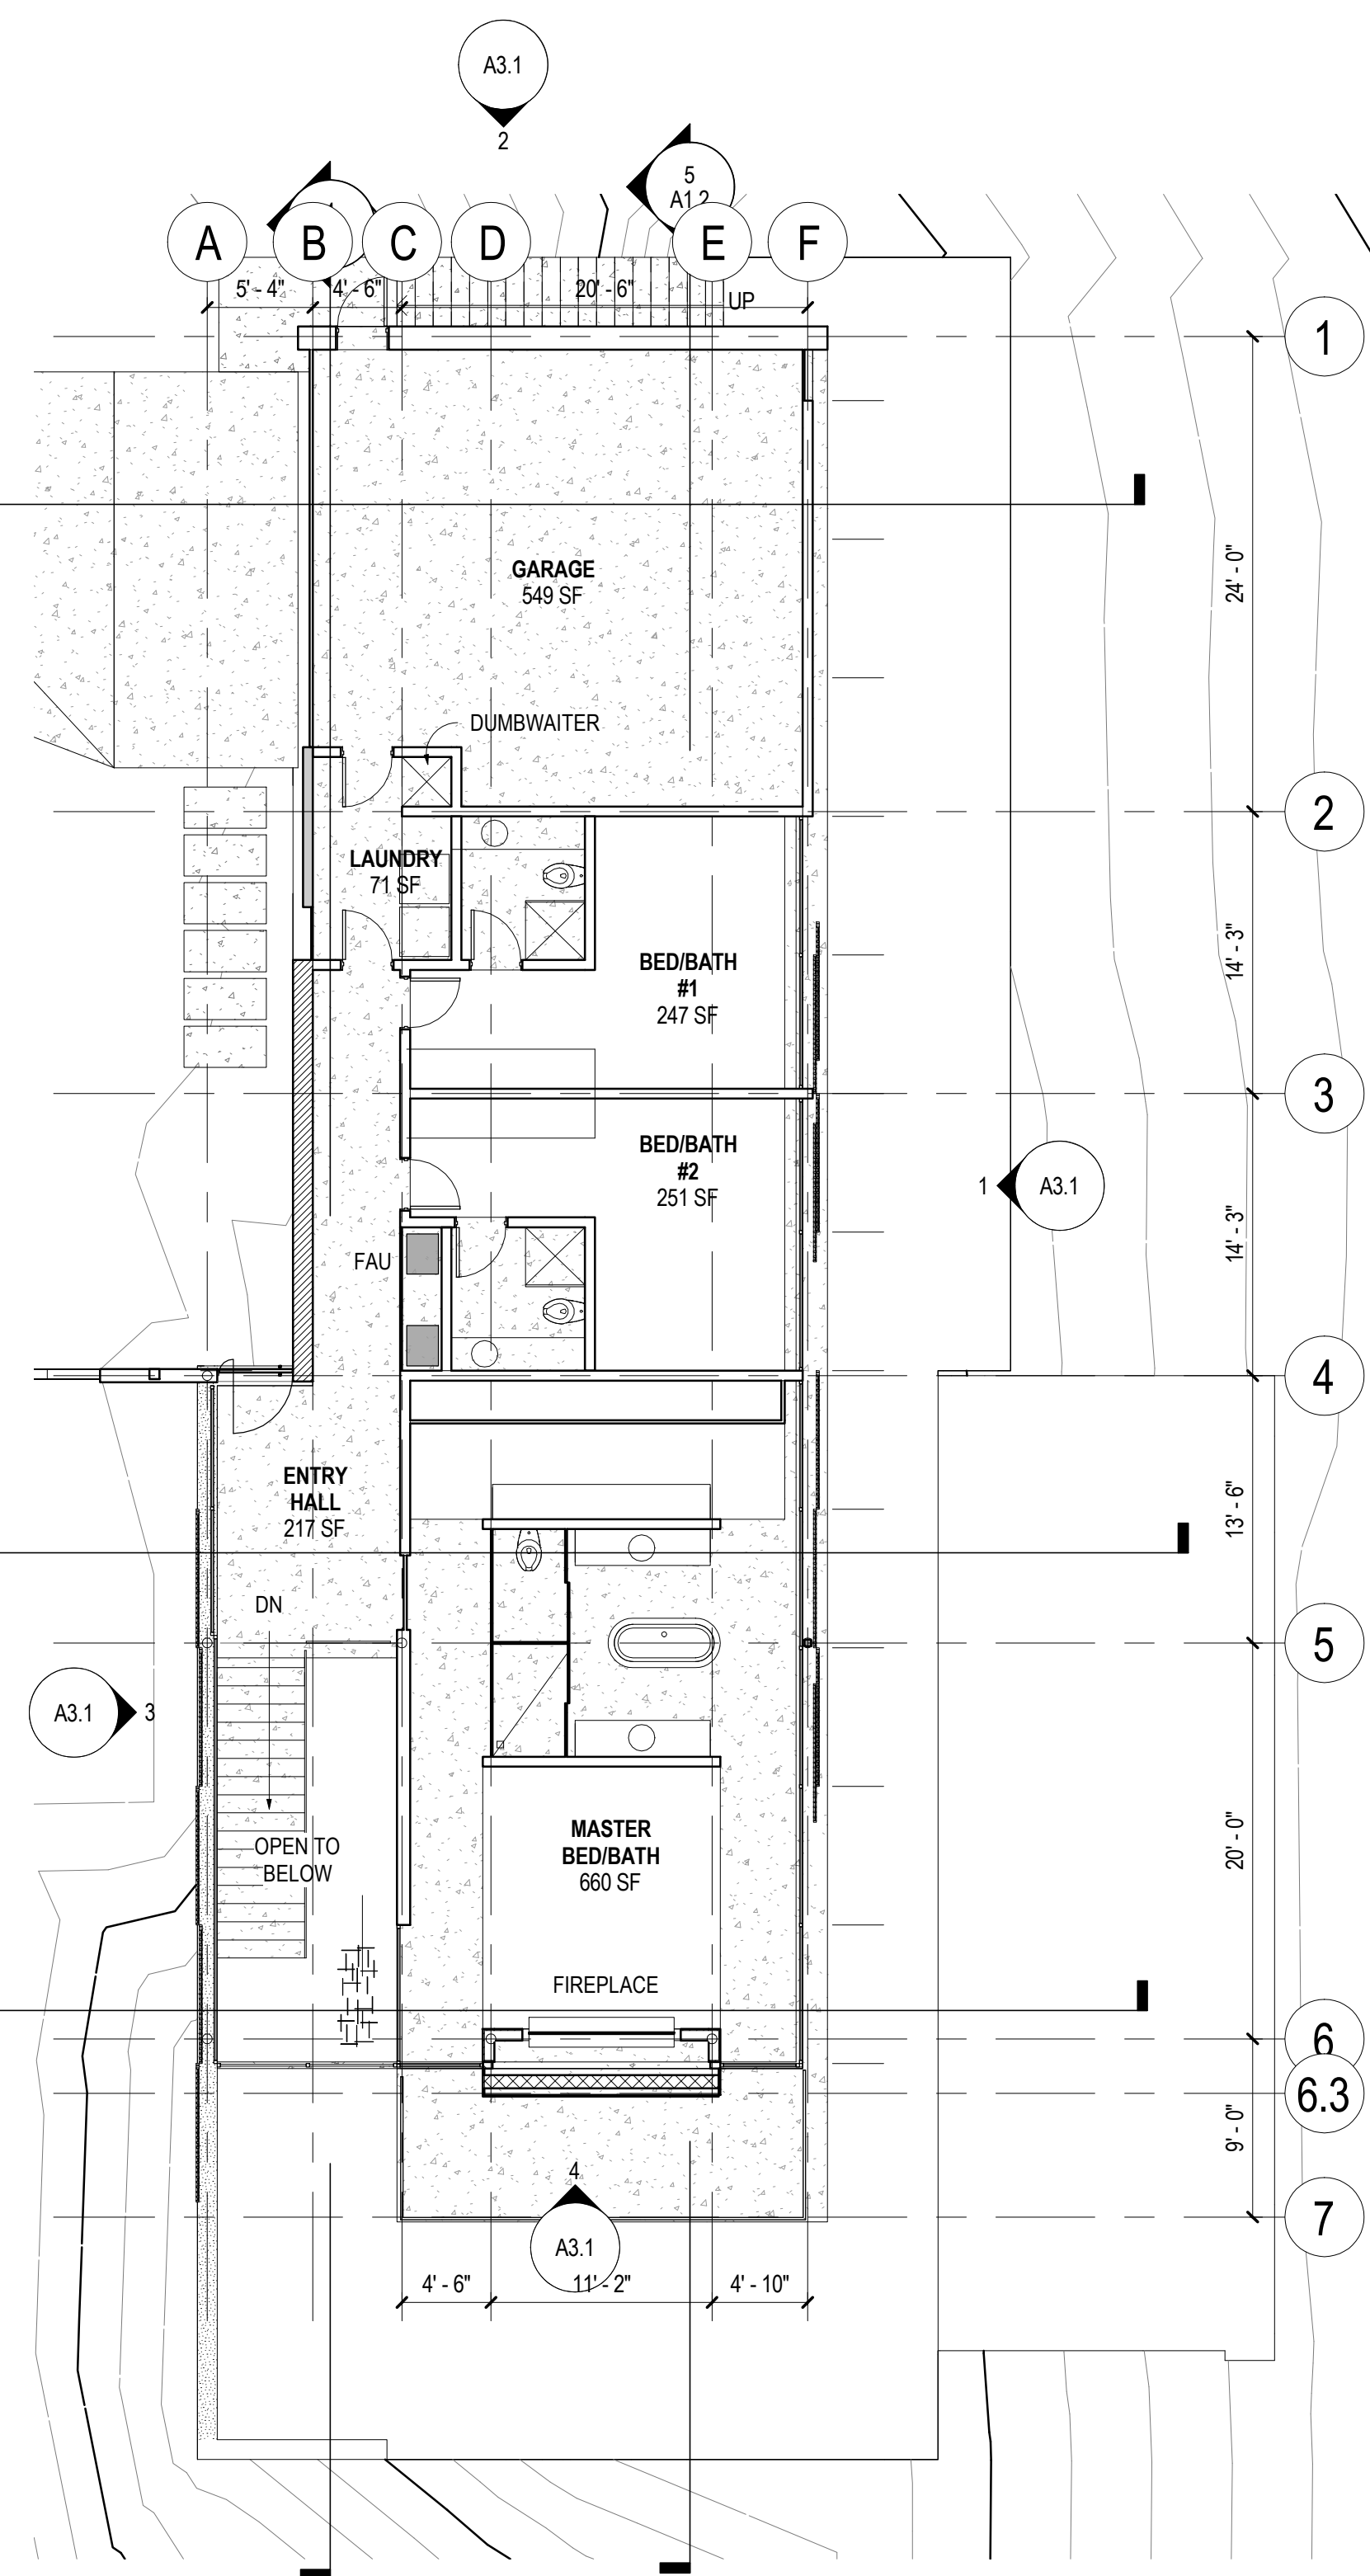 A3.1
2
5
A1.2
A
B
C
D
E
F
5' - 4"
4' - 6"
20' - 6"
UP
1
24' - 0"
GARAGE
549 SF
DUMBWAITER
2
LAUNDRY
71 SF
14' - 3"
BED/BATH
#1
247 SF
3
BED/BATH
#2
251 SF
1
A3.1
14' - 3"
FAU
4
ENTRY
HALL
217 SF
13' - 6"
DN
5
A3.1
3
OPEN TO
BELOW
MASTER
BED/BATH
660 SF
20' - 0"
FIREPLACE
6
6.3
9' - 0"
4
A3.1
7
4' - 6"
11' - 2"
4' - 10"